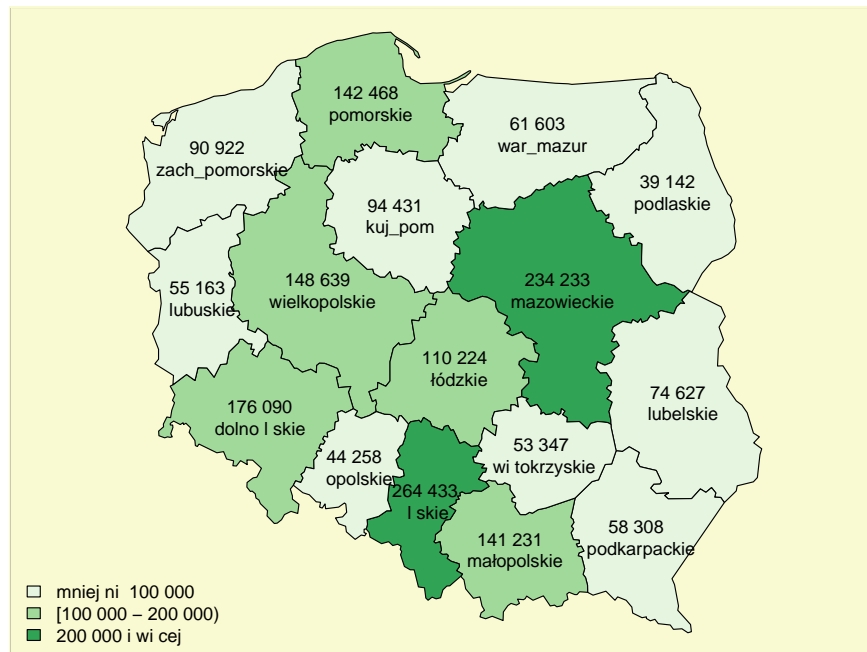 142 468
pomorskie
61 603
war_mazur
90 922
zach_pomorskie
39 142
podlaskie
94 431
kuj_pom
234 233
mazowieckie
148 639
wielkopolskie
55 163
lubuskie
110 224
łódzkie
74 627
lubelskie
176 090
dolno l skie
53 347
wi tokrzyskie
44 258
opolskie
264 433
l skie
58 308
podkarpackie
141 231
małopolskie
mniej ni 100 000
[100 000 – 200 000)
200 000 i wi cej